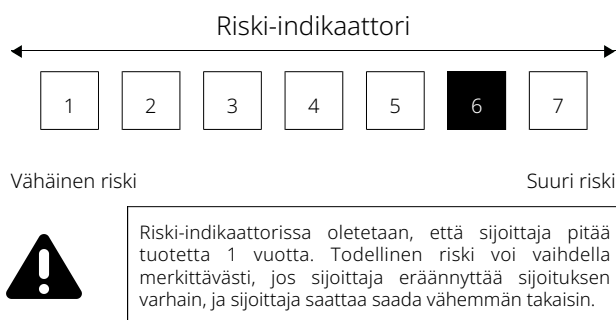 Riski-indikaattori
1 2 3 4 5 6 7
Vähäinen riski Suuri riski
Riski-indikaattorissa oletetaan, että sijoittaja pitää
tuotetta 1 vuotta. Todellinen riski voi vaihdella
merkittävästi, jos sijoittaja eräännyttää sijoituksen
varhain, ja sijoittaja saattaa saada vähemmän takaisin.